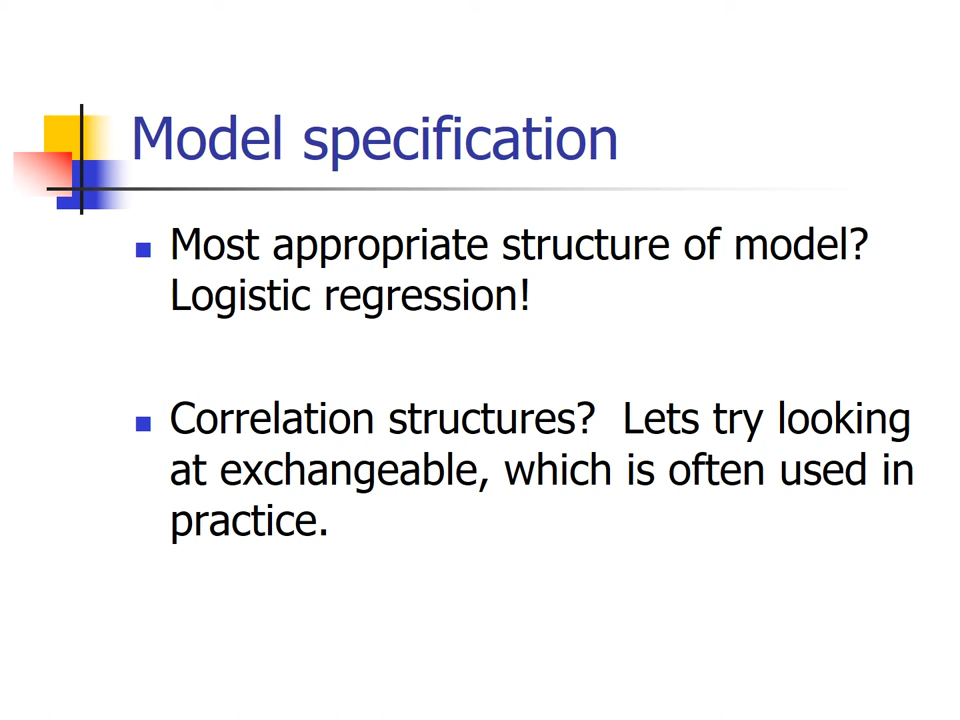 Model specification
Most appropriate structure of model?
Logistic regression!
Correlation structures?  Lets try looking
at exchangeable, which is often used in
practice.